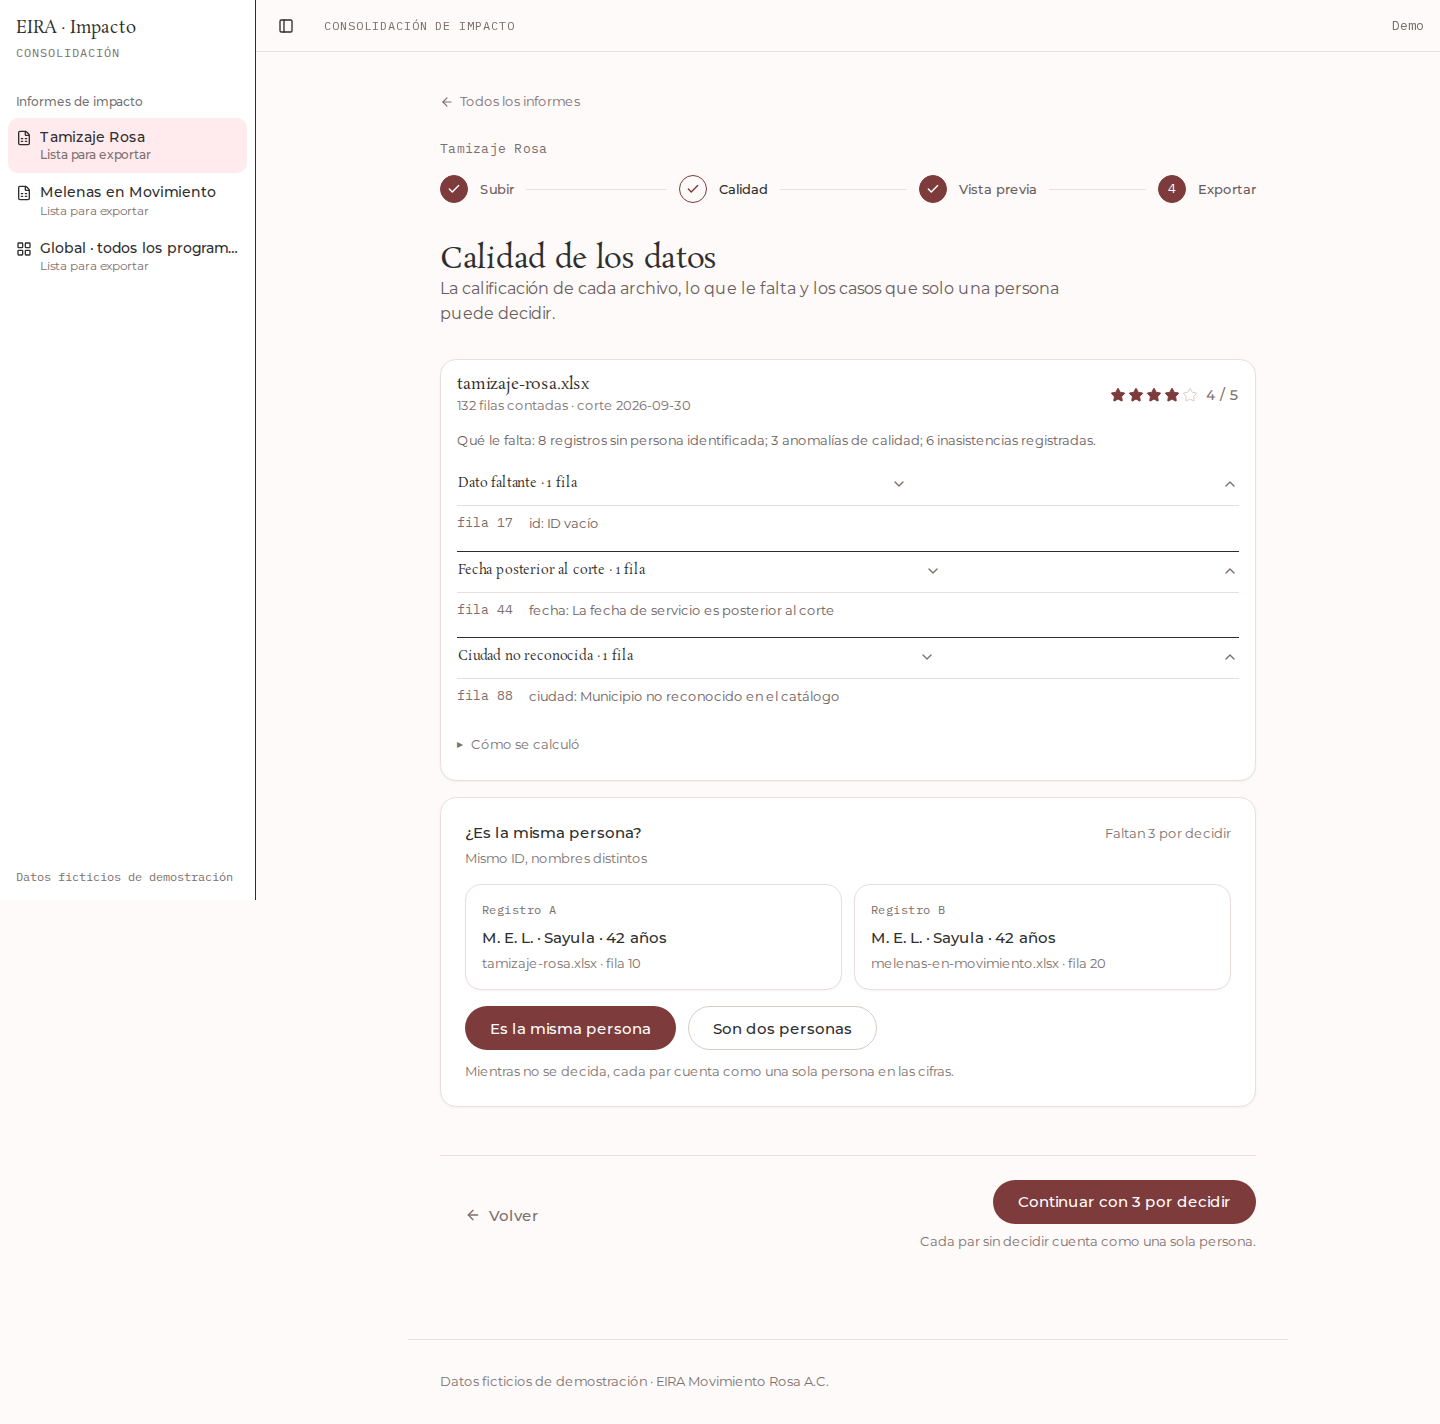 EIRA · Impacto
CONSOLIDACIÓN
Informes de impacto
Tamizaje Rosa
Lista para exportar
Melenas en Movimiento
Lista para exportar
Global · todos los program...
Lista para exportar
Datos ficticios de demostración
CONSOLIDACIÓN DE IMPACTO
Demo
← Todos los informes
Tamizaje Rosa
Subir
Calidad
Vista previa
4 Exportar
Calidad de los datos
La calificación de cada archivo, lo que le falta y los casos que solo una persona
puede decidir.
tamizaje-rosa.xlsx
132 filas contadas · corte 2026-09-30
4 / 5
Qué le falta: 8 registros sin persona identificada; 3 anomalías de calidad; 6 inasistencias registradas.
Dato faltante · 1 fila
fila 17 id: ID vacío
Fecha posterior al corte · 1 fila
fila 44 fecha: La fecha de servicio es posterior al corte
Ciudad no reconocida · 1 fila
fila 88 ciudad: Municipio no reconocido en el catálogo
▸ Cómo se calculó
¿Es la misma persona?
Faltan 3 por decidir
Mismo ID, nombres distintos
Registro A
M. E. L. · Sayula · 42 años
tamizaje-rosa.xlsx · fila 10
Registro B
M. E. L. · Sayula · 42 años
melenas-en-movimiento.xlsx · fila 20
Es la misma persona
Son dos personas
Mientras no se decida, cada par cuenta como una sola persona en las cifras.
← Volver
Continuar con 3 por decidir
Cada par sin decidir cuenta como una sola persona.
Datos ficticios de demostración · EIRA Movimiento Rosa A.C.